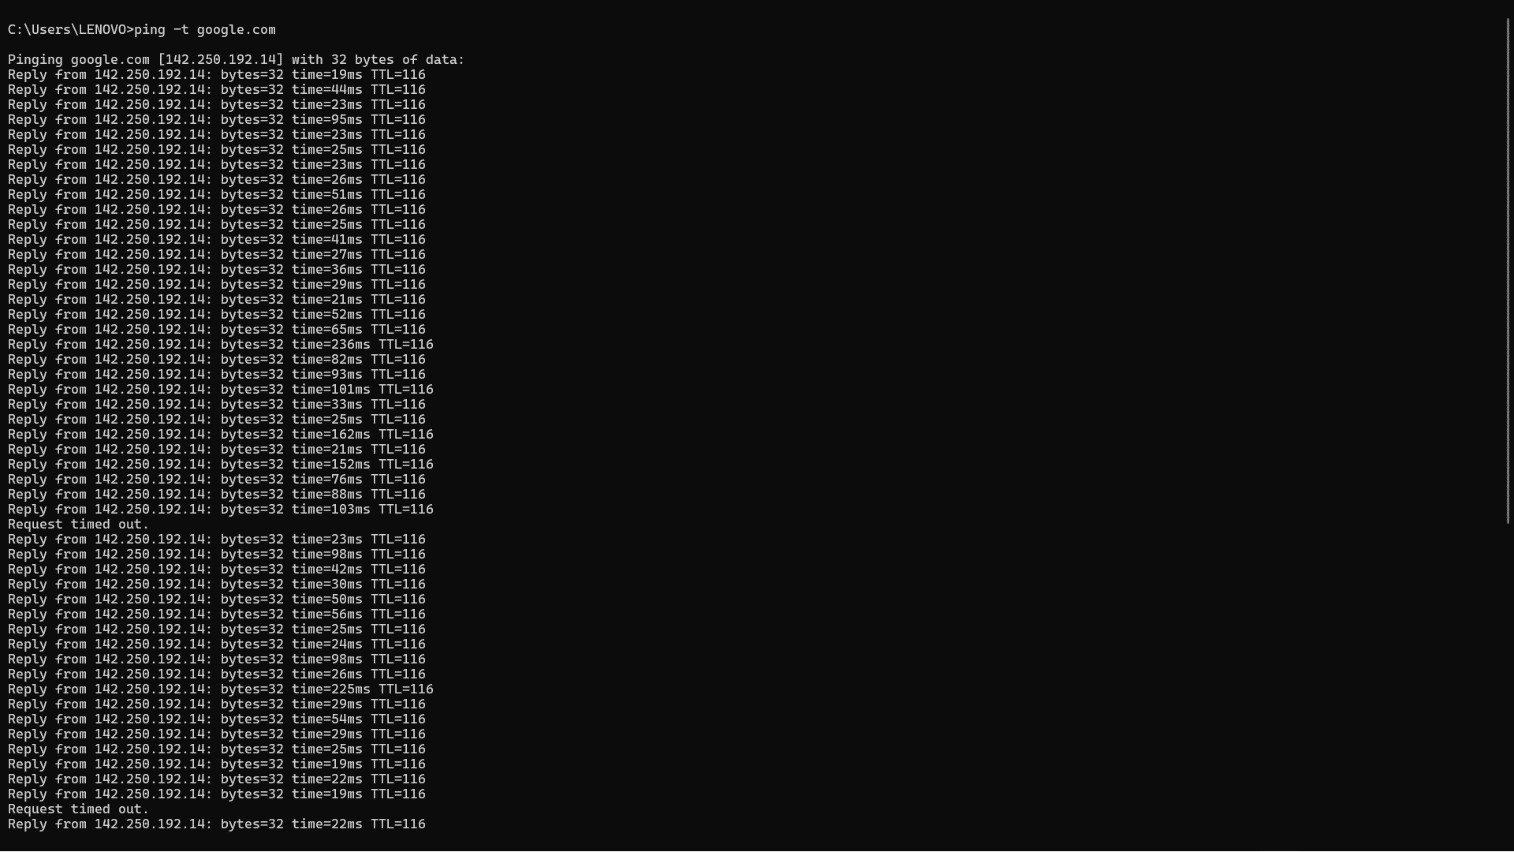 C:\Users\LENOVO>ping -t google.com
Pinging google.com [142.250.192.14] with 32 bytes of data:
Reply from 142.250.192.14: bytes=32 time=19ms TTL=116
Reply from 142.250.192.14: bytes=32 time=44ms TTL=116
Reply from 142.250.192.14: bytes=32 time=23ms TTL=116
Reply from 142.250.192.14: bytes=32 time=95ms TTL=116
Reply from 142.250.192.14: bytes=32 time=23ms TTL=116
Reply from 142.250.192.14: bytes=32 time=25ms TTL=116
Reply from 142.250.192.14: bytes=32 time=23ms TTL=116
Reply from 142.250.192.14: bytes=32 time=26ms TTL=116
Reply from 142.250.192.14: bytes=32 time=51ms TTL=116
Reply from 142.250.192.14: bytes=32 time=26ms TTL=116
Reply from 142.250.192.14: bytes=32 time=25ms TTL=116
Reply from 142.250.192.14: bytes=32 time=41ms TTL=116
Reply from 142.250.192.14: bytes=32 time=27ms TTL=116
Reply from 142.250.192.14: bytes=32 time=36ms TTL=116
Reply from 142.250.192.14: bytes=32 time=29ms TTL=116
Reply from 142.250.192.14: bytes=32 time=21ms TTL=116
Reply from 142.250.192.14: bytes=32 time=52ms TTL=116
Reply from 142.250.192.14: bytes=32 time=65ms TTL=116
Reply from 142.250.192.14: bytes=32 time=236ms TTL=116
Reply from 142.250.192.14: bytes=32 time=82ms TTL=116
Reply from 142.250.192.14: bytes=32 time=93ms TTL=116
Reply from 142.250.192.14: bytes=32 time=101ms TTL=116
Reply from 142.250.192.14: bytes=32 time=33ms TTL=116
Reply from 142.250.192.14: bytes=32 time=25ms TTL=116
Reply from 142.250.192.14: bytes=32 time=162ms TTL=116
Reply from 142.250.192.14: bytes=32 time=21ms TTL=116
Reply from 142.250.192.14: bytes=32 time=152ms TTL=116
Reply from 142.250.192.14: bytes=32 time=76ms TTL=116
Reply from 142.250.192.14: bytes=32 time=88ms TTL=116
Reply from 142.250.192.14: bytes=32 time=103ms TTL=116
Request timed out.
Reply from 142.250.192.14: bytes=32 time=23ms TTL=116
Reply from 142.250.192.14: bytes=32 time=98ms TTL=116
Reply from 142.250.192.14: bytes=32 time=42ms TTL=116
Reply from 142.250.192.14: bytes=32 time=30ms TTL=116
Reply from 142.250.192.14: bytes=32 time=50ms TTL=116
Reply from 142.250.192.14: bytes=32 time=56ms TTL=116
Reply from 142.250.192.14: bytes=32 time=25ms TTL=116
Reply from 142.250.192.14: bytes=32 time=24ms TTL=116
Reply from 142.250.192.14: bytes=32 time=98ms TTL=116
Reply from 142.250.192.14: bytes=32 time=26ms TTL=116
Reply from 142.250.192.14: bytes=32 time=225ms TTL=116
Reply from 142.250.192.14: bytes=32 time=29ms TTL=116
Reply from 142.250.192.14: bytes=32 time=54ms TTL=116
Reply from 142.250.192.14: bytes=32 time=29ms TTL=116
Reply from 142.250.192.14: bytes=32 time=25ms TTL=116
Reply from 142.250.192.14: bytes=32 time=19ms TTL=116
Reply from 142.250.192.14: bytes=32 time=22ms TTL=116
Reply from 142.250.192.14: bytes=32 time=19ms TTL=116
Request timed out.
Reply from 142.250.192.14: bytes=32 time=22ms TTL=116